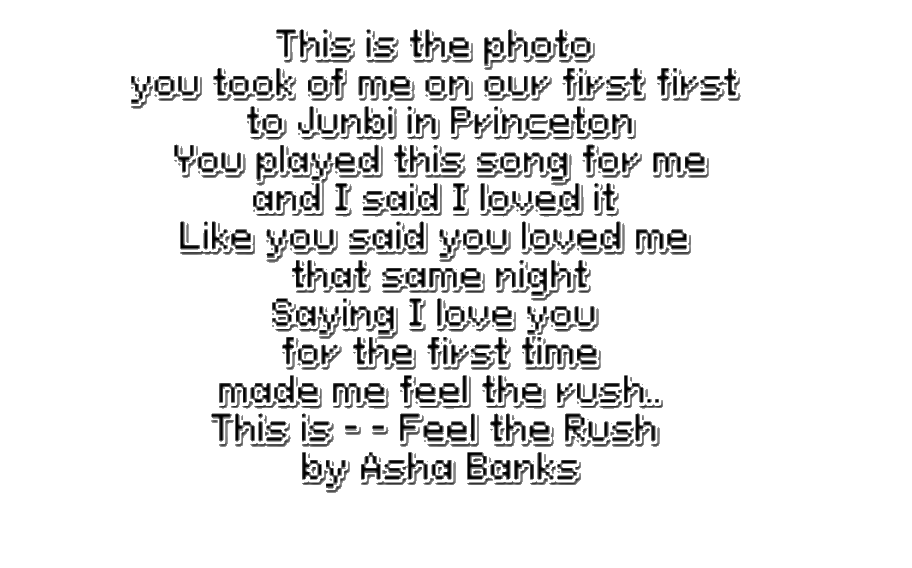 This is the photo
you took of me on our first first
to Junbi in Princeton
You played this song for me
and I said I loved it
Like you said you loved me
that same night
Saying I love you
for the first time
made me feel the rush..
This is - - Feel the Rush
by Asha Banks